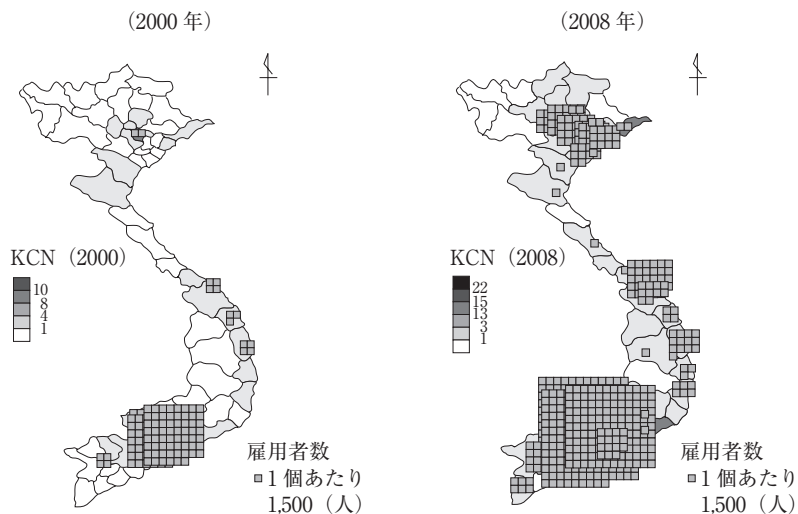 (2000 年)
KCN (2000)
10
8
4
1
雇用者数
1 個あたり
1,500(人)
(2008 年)
KCN (2008)
22
15
13
3
1
雇用者数
1 個あたり
1,500(人)